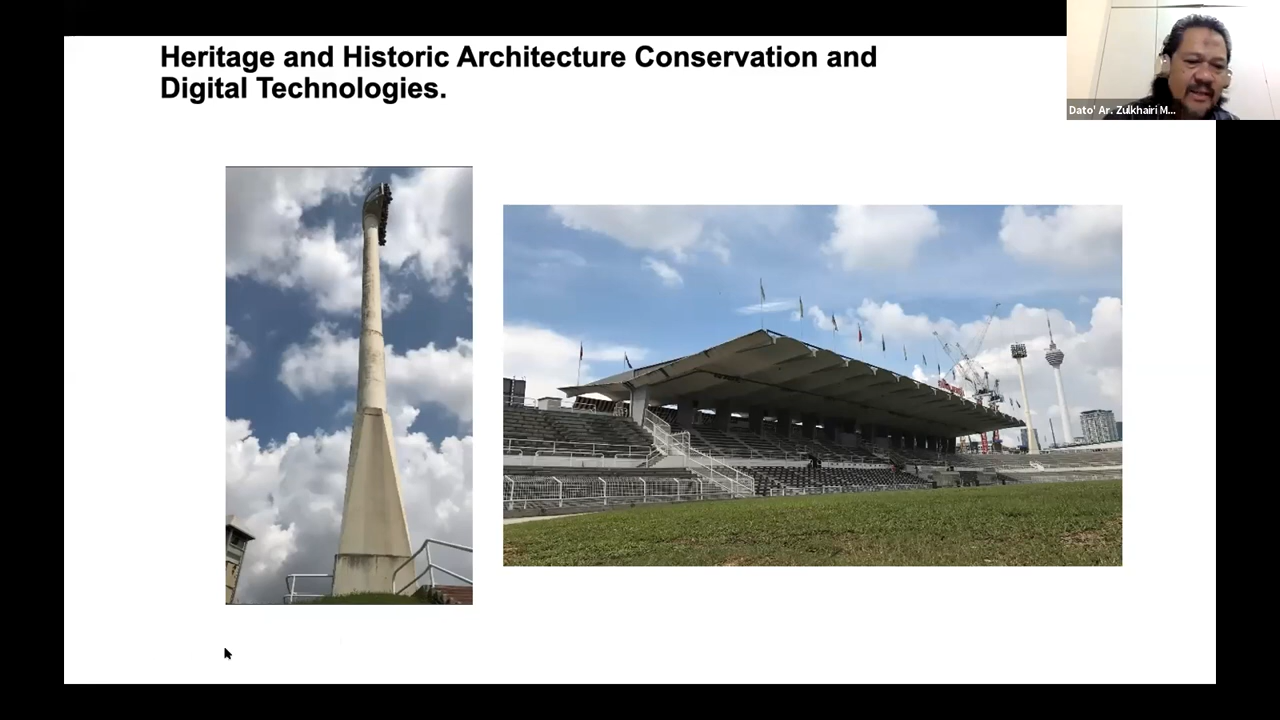 Heritage and Historic Architecture Conservation and
Digital Technologies.
Dato' Ar. Zulkhairi M...